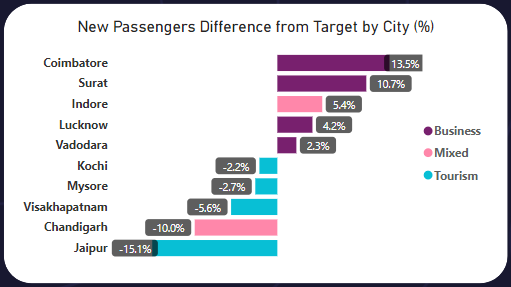 New Passengers Difference from Target by City (%)
Coimbatore 13.5%
Surat 10.7%
Indore 5.4%
Lucknow 4.2%
Vadodara 2.3%
Kochi -2.2%
Mysore -2.7%
Visakhapatnam -5.6%
Chandigarh -10.0%
Jaipur -15.1%
Business
Mixed
Tourism